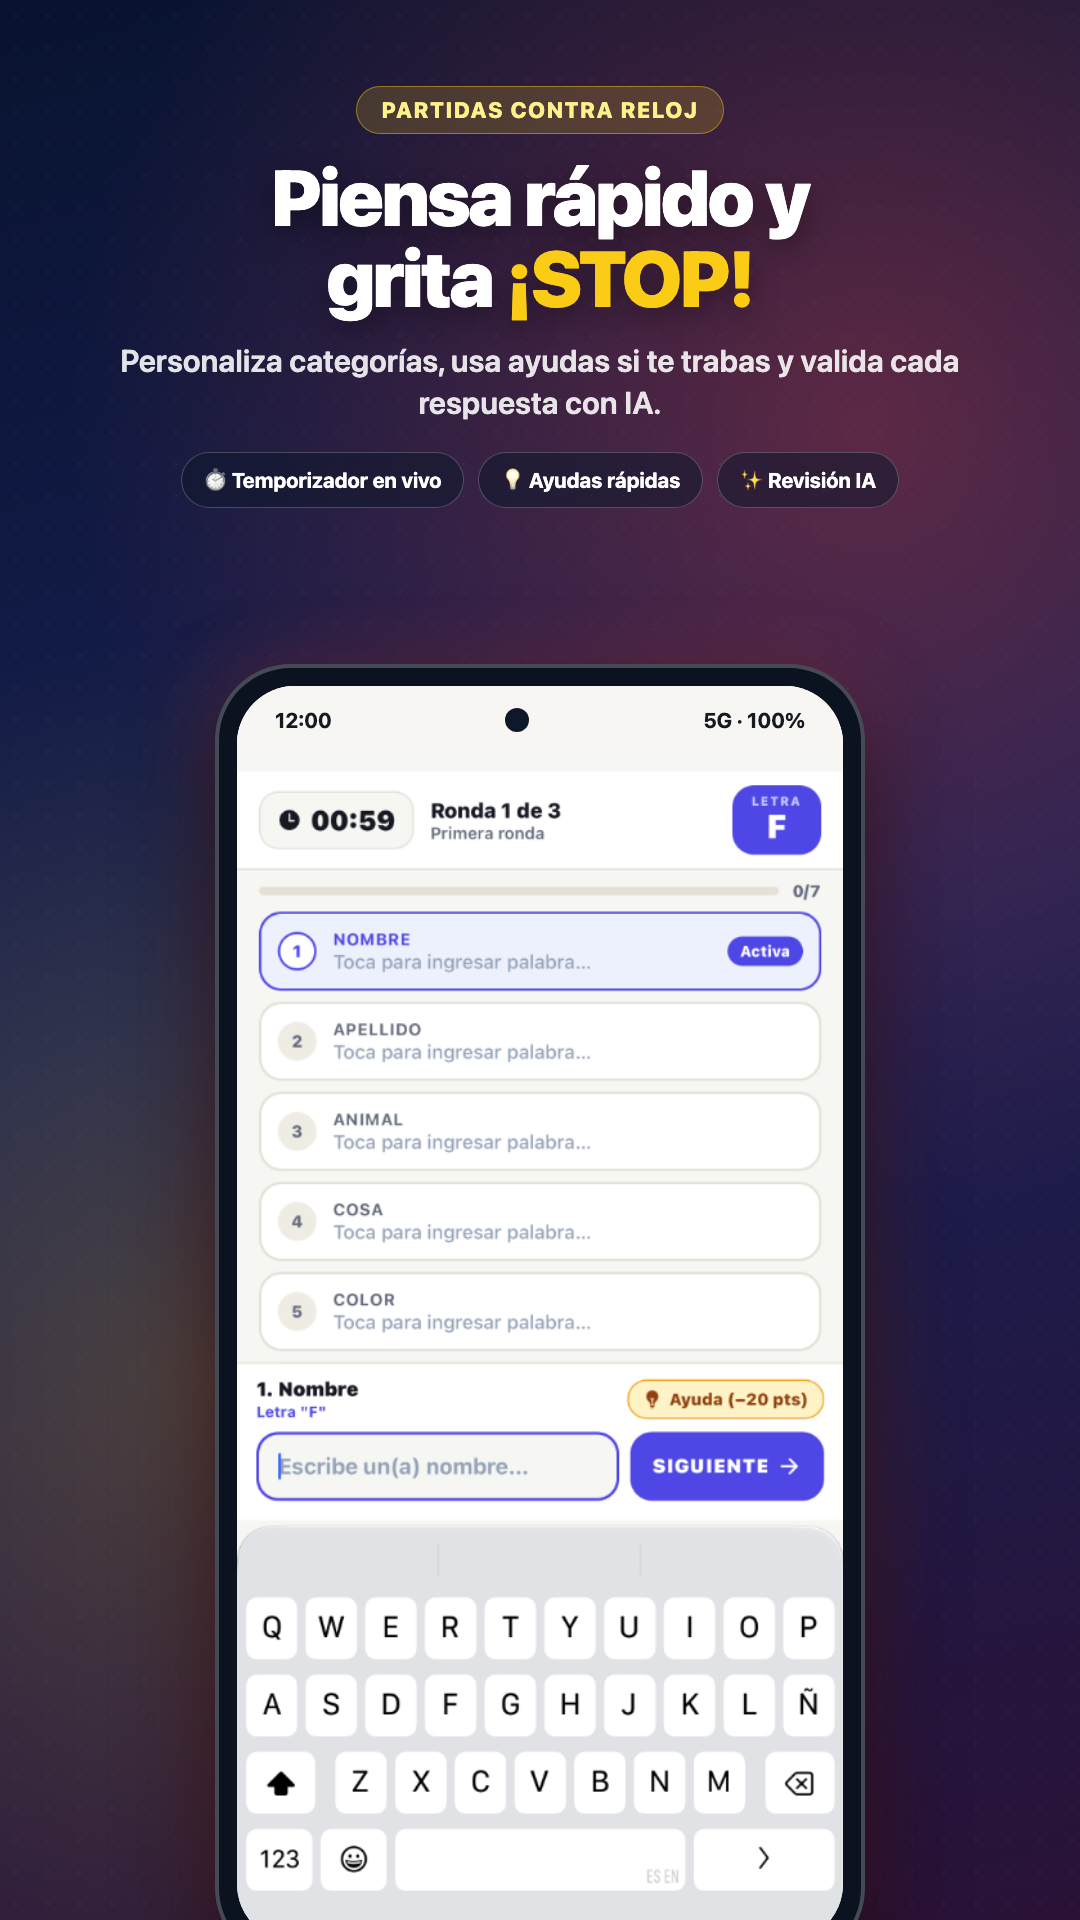 PARTIDAS CONTRA RELOJ
Piensa rápido y
grita ¡STOP!
Personaliza categorías, usa ayudas si te trabas y valida cada
respuesta con IA.
Temporizador en vivo
Ayudas rápidas
Revisión IA
12:00
5G · 100%
00:59
Ronda 1 de 3
Primera ronda
LETRA
F
0/7
1
NOMBRE
Toca para ingresar palabra...
Activa
2
APELLIDO
Toca para ingresar palabra...
3
ANIMAL
Toca para ingresar palabra...
4
COSA
Toca para ingresar palabra...
5
COLOR
Toca para ingresar palabra...
1. Nombre
Letra "F"
Ayuda (−20 pts)
Escribe un(a) nombre...
SIGUIENTE →
Q W E R T Y U I O P
A S D F G H J K L Ñ
Z X C V B N M
123
ES EN